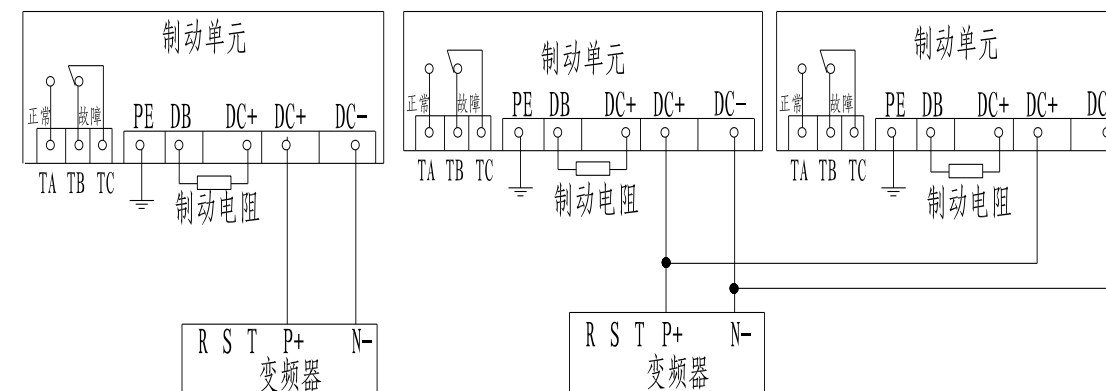 制动单元
正常 故障 PE DB DC+ DC+ DC-
TA TB TC
制动电阻
R S T P+ N-
变频器
制动单元
正常 故障 PE DB DC+ DC+ DC-
TA TB TC
制动电阻
R S T P+ N-
变频器
制动单元
正常 故障 PE DB DC+ DC+ DC
TA TB TC
制动电阻